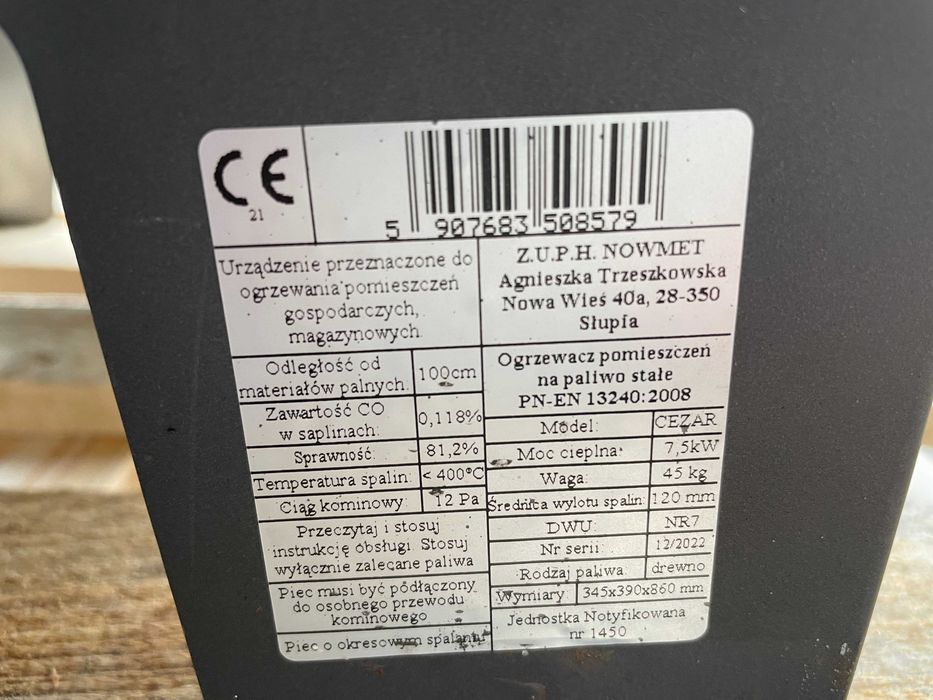 CE
21
5 907683 508579
Urządzenie przeznaczone do
ogrzewania pomieszczeń
gospodarczych,
magazynowych.
Z.U.P.H. NOWMET
Agnieszka Trzeszkowska
Nowa Wieś 40a, 28-350
Słupia
Odległość od
materiałów palnych:
100cm
Zawartość CO
w saplinach:
0,118%
Sprawność:
81,2%
Temperatura spalin:
< 400°C
Ciąg kominowy:
12 Pa
Przeczytaj i stosuj
instrukcję obsługi. Stosuj
wyłącznie zalecane paliwa
Piec musi być podłączony
do osobnego przewodu
kominowego
Piec o okresowym spalaniu
Ogrzewacz pomieszczeń
na paliwo stałe
PN-EN 13240:2008
Model:
CEZAR
Moc cieplna:
7,5kW
Waga:
45 kg
Średnica wylotu spalin:
120 mm
DWU:
NR7
Nr serii:
12/2022
Rodzaj paliwa:
drewno
Wymiary:
345x390x860 mm
Jednostka Notyfikowana
nr 1450